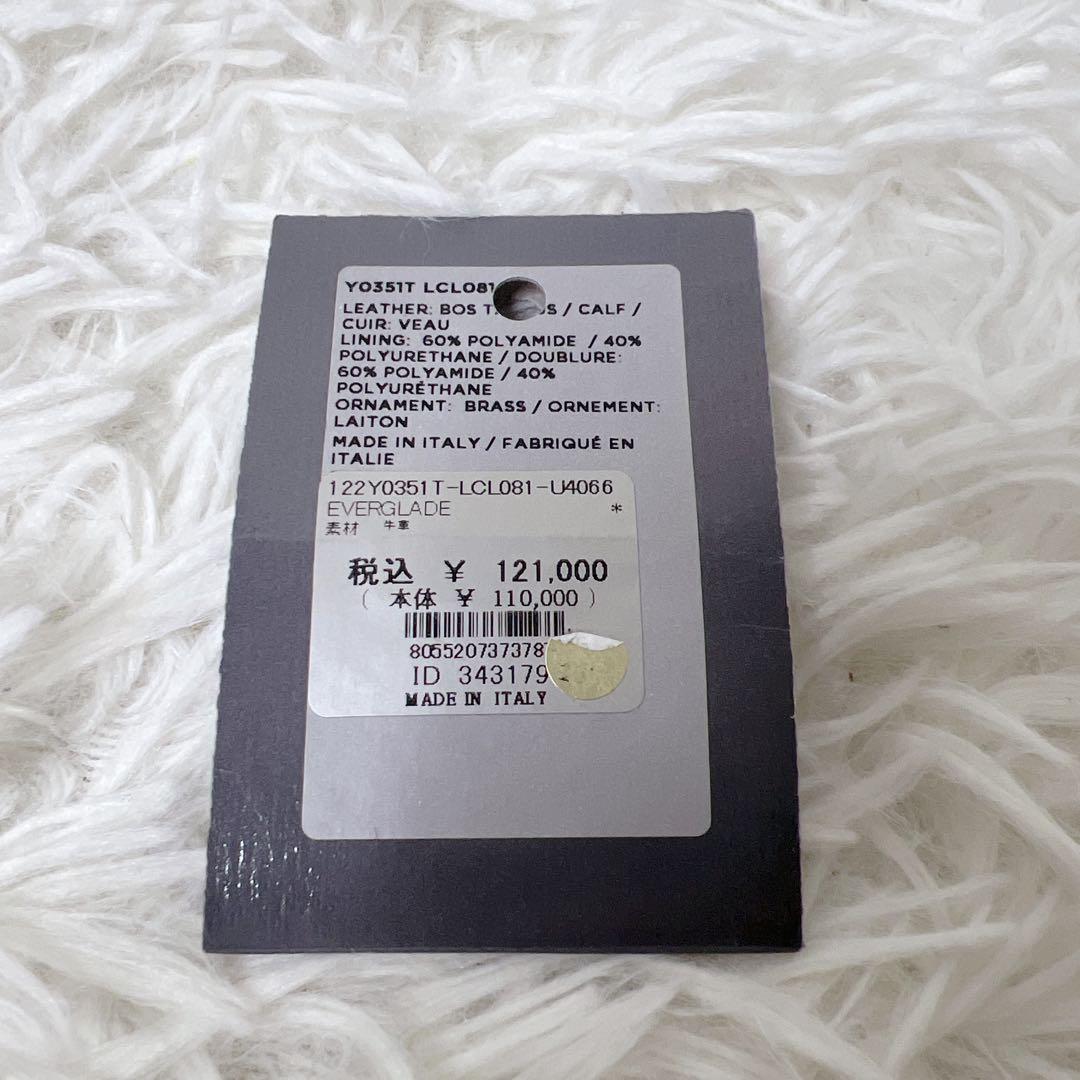 Y0351T LCL081
LEATHER: BOS / CALF /
CUIR: VEAU
LINING: 60% POLYAMIDE / 40%
POLYURETHANE / DOUBLURE:
60% POLYAMIDE / 40%
POLYURÉTHANE
ORNAMENT: BRASS / ORNEMENT:
LAITON
MADE IN ITALY / FABRIQUÉ EN
ITALIE
122Y0351T-LCL081-U4066
EVERGLADE *
素材 牛革
税込 ¥ 121,000
( 本体 ¥ 110,000 )
ID
MADE IN ITALY